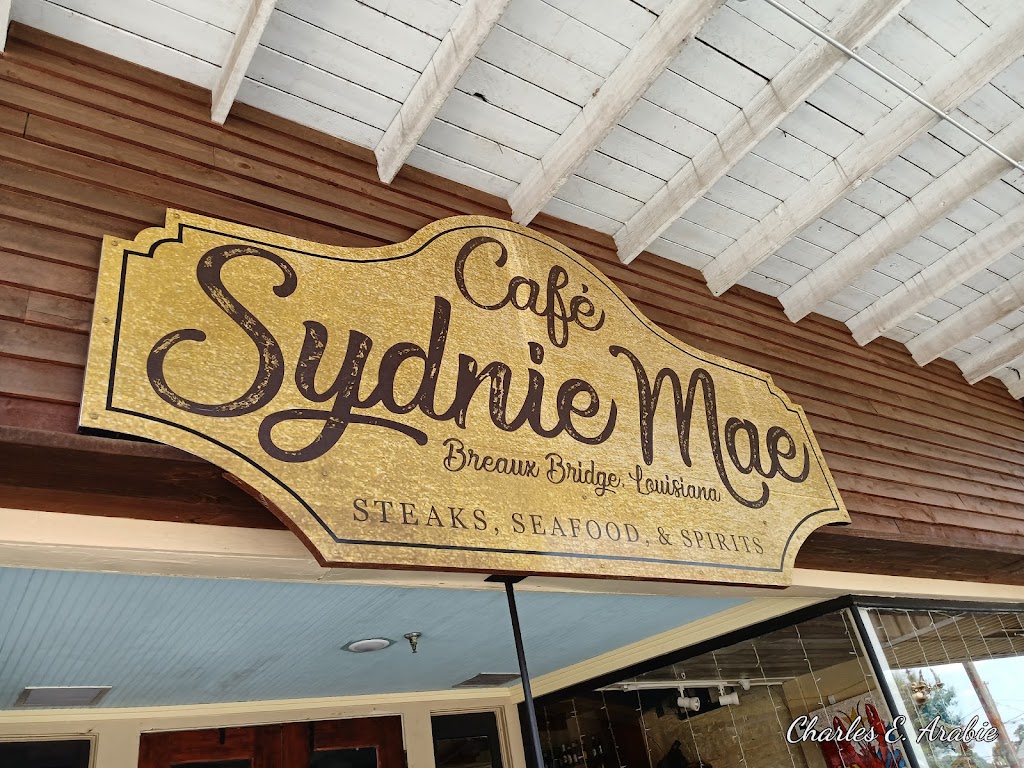 Café
Sydnie Mae
Breaux Bridge, Louisiana
STEAKS, SEAFOOD, & SPIRITS
Charles E. Arabie